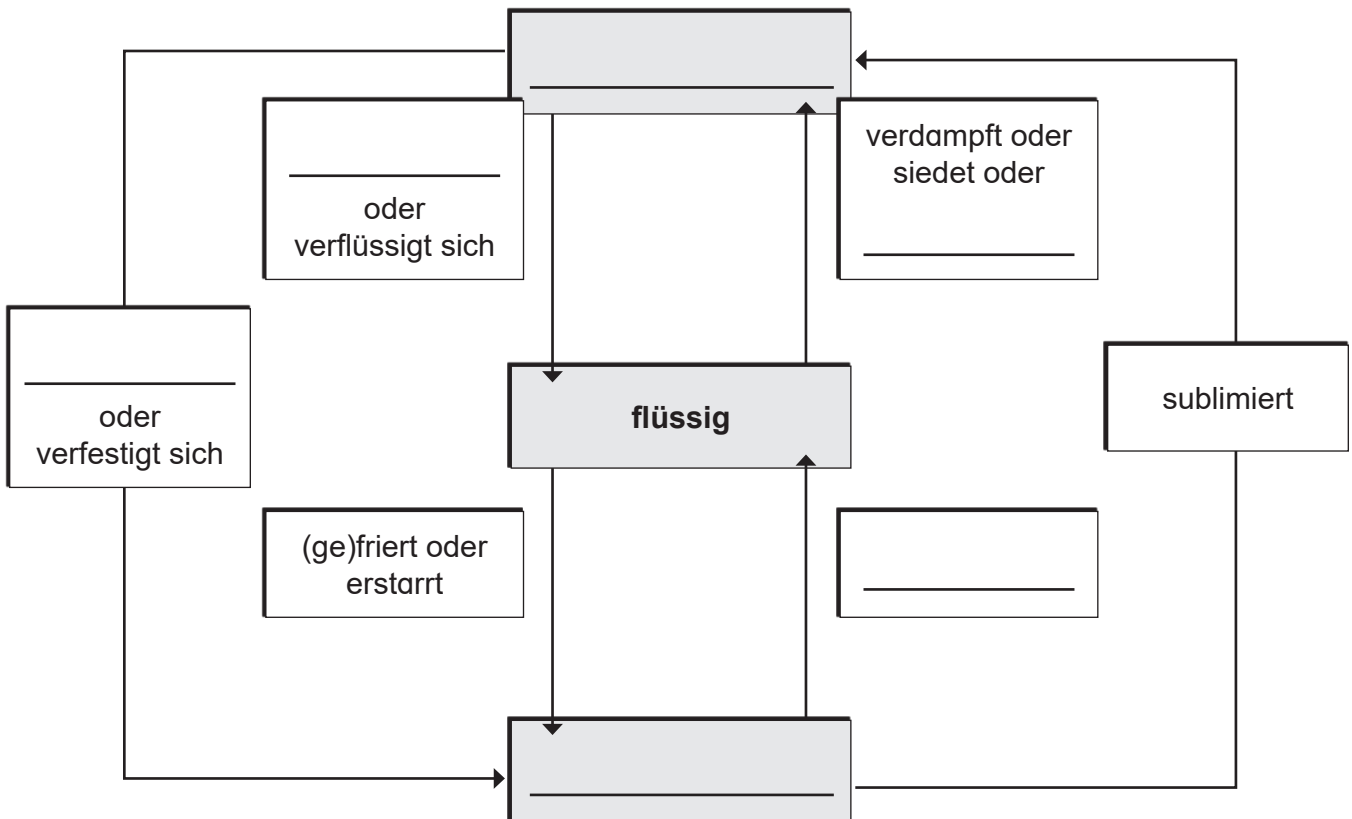 verdampft oder
siedet oder
oder
verflüssigt sich
oder
verfestigt sich
flüssig
sublimiert
(ge)friert oder
erstarrt